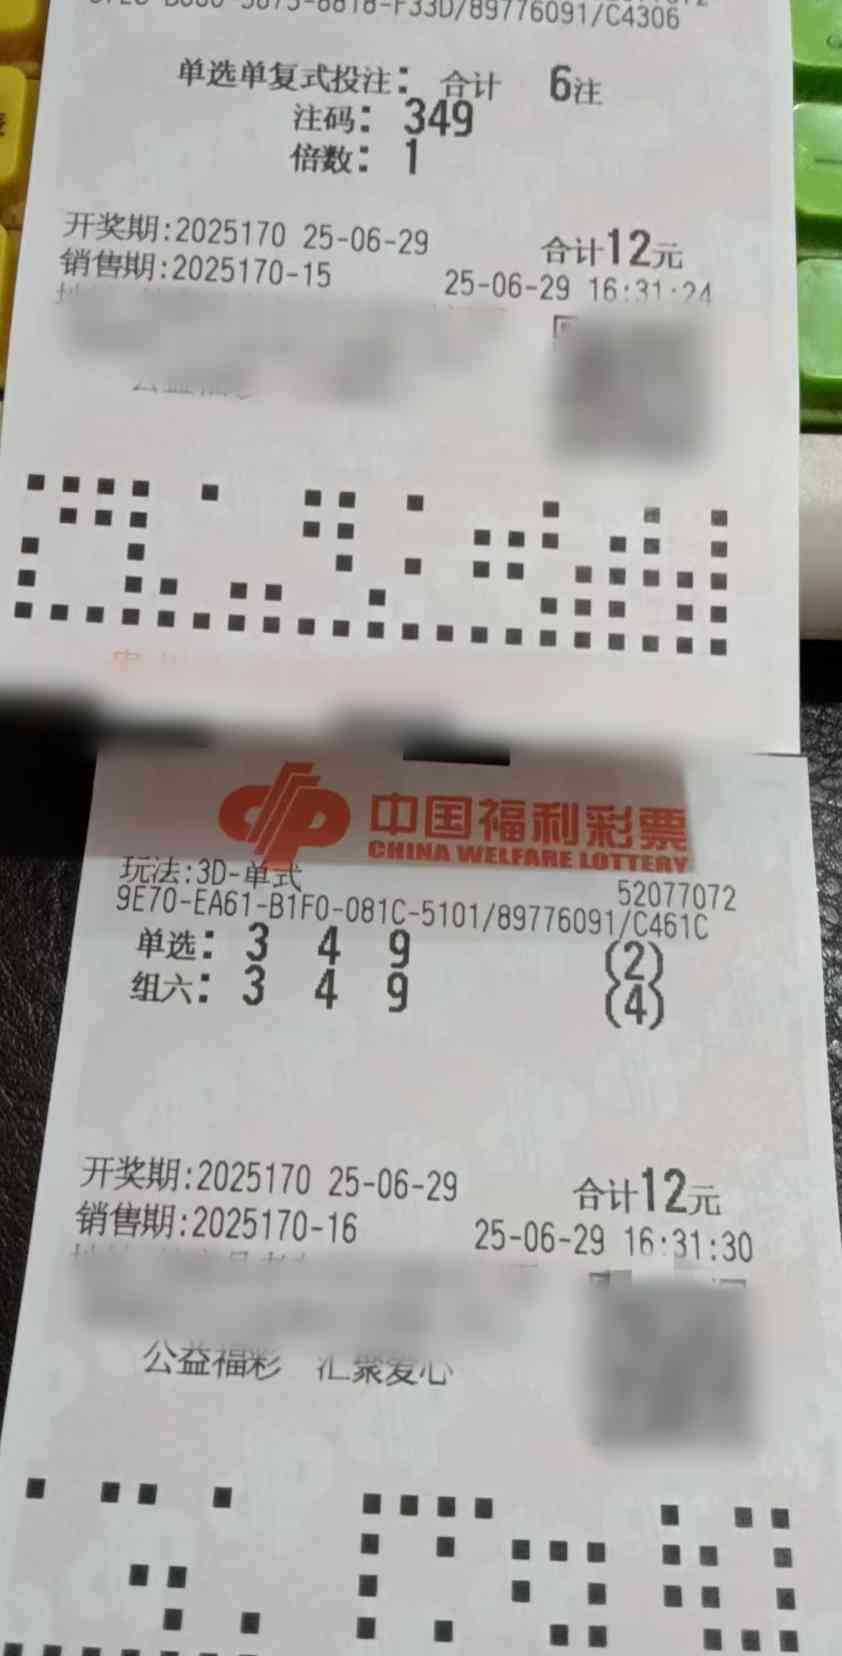 单选单复式投注: 合计 6注
注码: 349
倍数: 1
开奖期:2025170 25-06-29 合计12元
销售期:2025170-15 25-06-29 16:31:24
中国福利彩票
CHINA WELFARE LOTTERY
玩法:3D-单式 52077072
9E70-EA61-B1F0-081C-5101/89776091/C461C
单选: 3 4 9 (2)
组六: 3 4 9 (4)
开奖期:2025170 25-06-29 合计12元
销售期:2025170-16 25-06-29 16:31:30
公益福彩 汇聚爱心